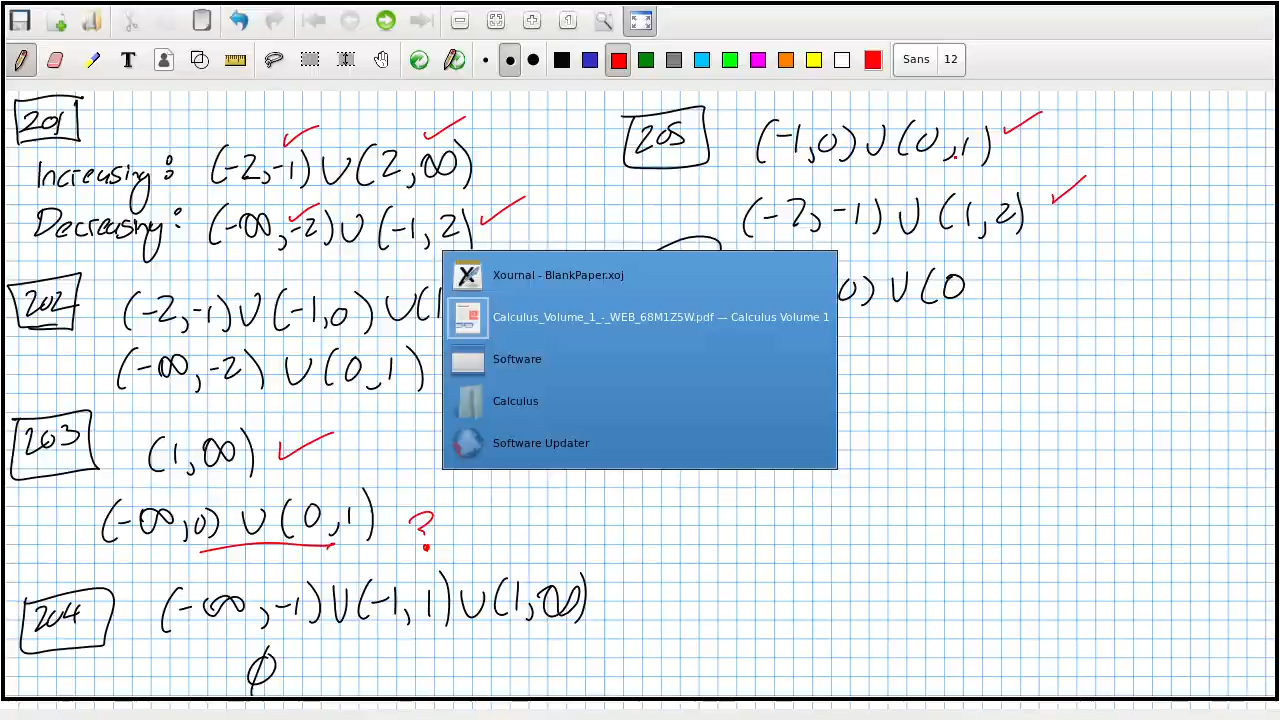 Sans 12
201
Increasing: (-2,-1) ∪ (2,∞)
Decreasing: (-∞,-2) ∪ (-1,2)
202
(-2,-1) ∪ (-1,0) ∪ (1
(-∞,-2) ∪ (0,1)
203
(1,∞)
(-∞,0) ∪ (0,1) ?
204
(-∞,-1) ∪ (-1,1) ∪ (1,∞)
∅
205
(-1,0) ∪ (0,1)
(-2,-1) ∪ (1,2)
0) ∪ (0
Xournal - BlankPaper.xoj
Calculus_Volume_1_-_WEB_68M1Z5W.pdf — Calculus Volume 1
Software
Calculus
Software Updater